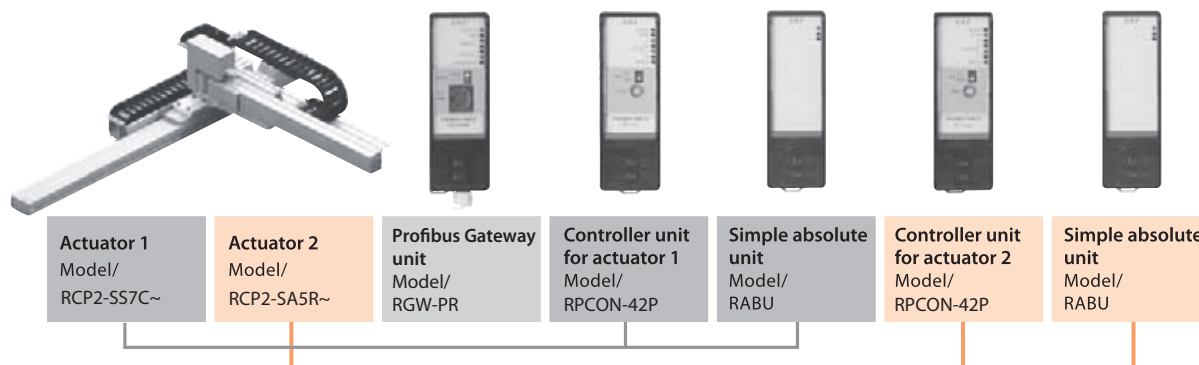 Actuator 1
Model/
RCP2-SS7C~
Actuator 2
Model/
RCP2-SA5R~
Profibus Gateway
unit
Model/
RGW-PR
Controller unit
for actuator 1
Model/
RPCON-42P
Simple absolute
unit
Model/
RABU
Controller unit
for actuator 2
Model/
RPCON-42P
Simple absolute
unit
Model/
RABU